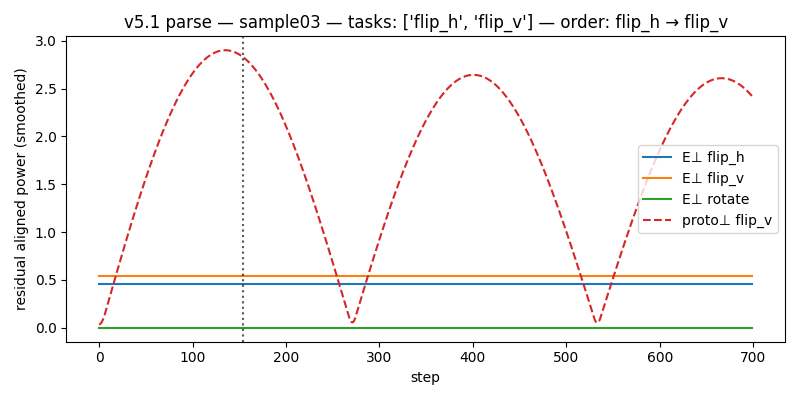 v5.1 parse — sample03 — tasks: ['flip_h', 'flip_v'] — order: flip_h → flip_v
residual aligned power (smoothed)
3.0
2.5
2.0
1.5
1.0
0.5
0.0
E⊥ flip_h
E⊥ flip_v
E⊥ rotate
proto⊥ flip_v
0 100 200 300 400 500 600 700
step